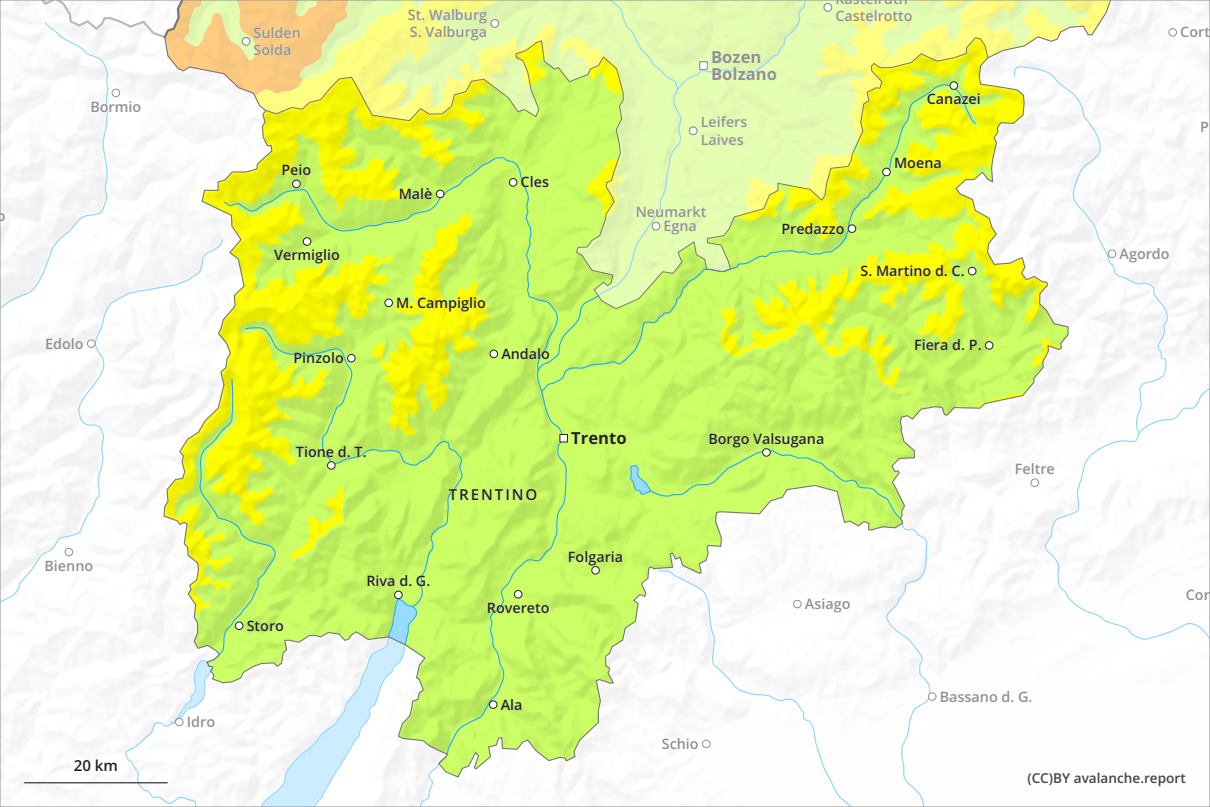 St. Walburg
S. Valburga
Kastelruth
Castelrotto
Sulden
Solda
Cort
Bozen
Bolzano
Bormio
Canazei
Leifers
Laives
P
Moena
Peio
Malè
Cles
Neumarkt
Egna
Predazzo
Vermiglio
Agordo
S. Martino d. C.
M. Campiglio
Edolo
Pinzolo
Andalo
Fiera d. P.
Trento
Borgo Valsugana
Tione d. T.
Feltre
TRENTINO
Bienno
Folgaria
Riva d. G.
Rovereto
Asiago
Cor
Storo
Bassano d. G.
Ala
Idro
Schio
20 km
(CC)BY avalanche.report